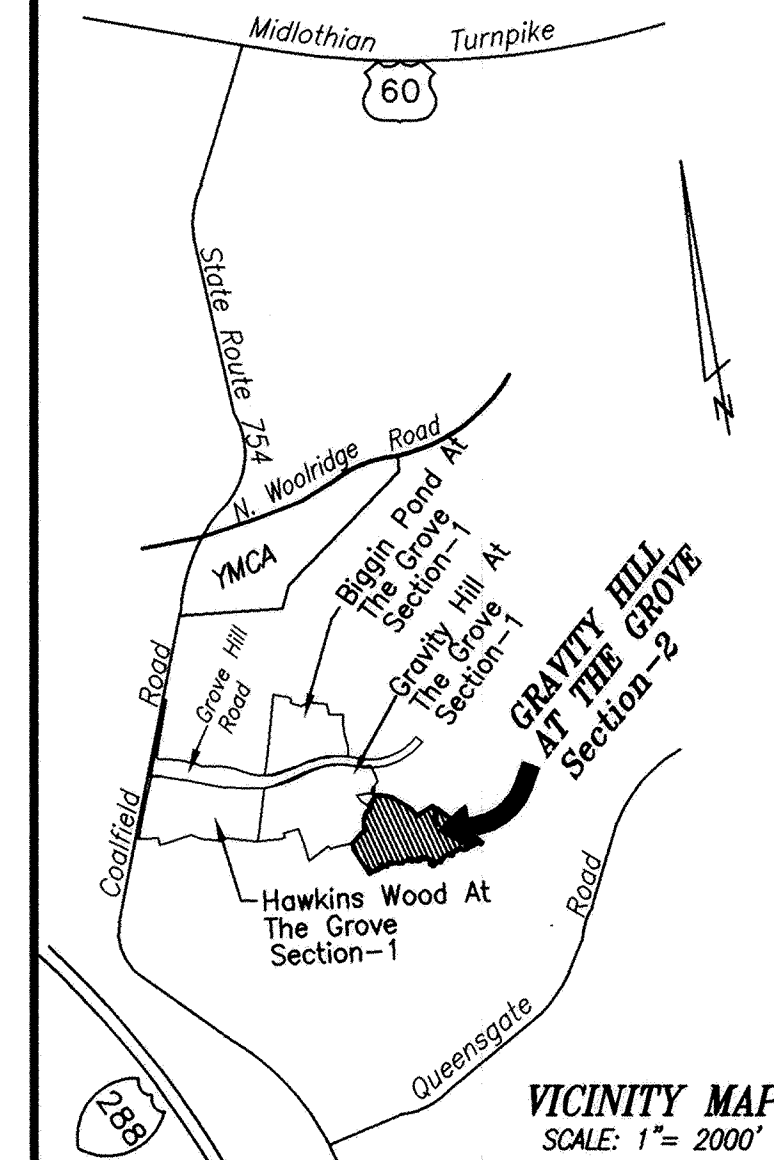 Midlothian Turnpike
60
State Route 754
N
N. Woolridge Road
YMCA
Biggin Pond At
The Grove
Section-1
Gravity Hill At
The Grove
Section-1
GRAVITY HILL
AT THE GROVE
Section-2
Grove Hill
Road
Coalfield Road
Hawkins Wood At
The Grove
Section-1
Queensgate Road
288
VICINITY MAP
SCALE: 1"= 2000'